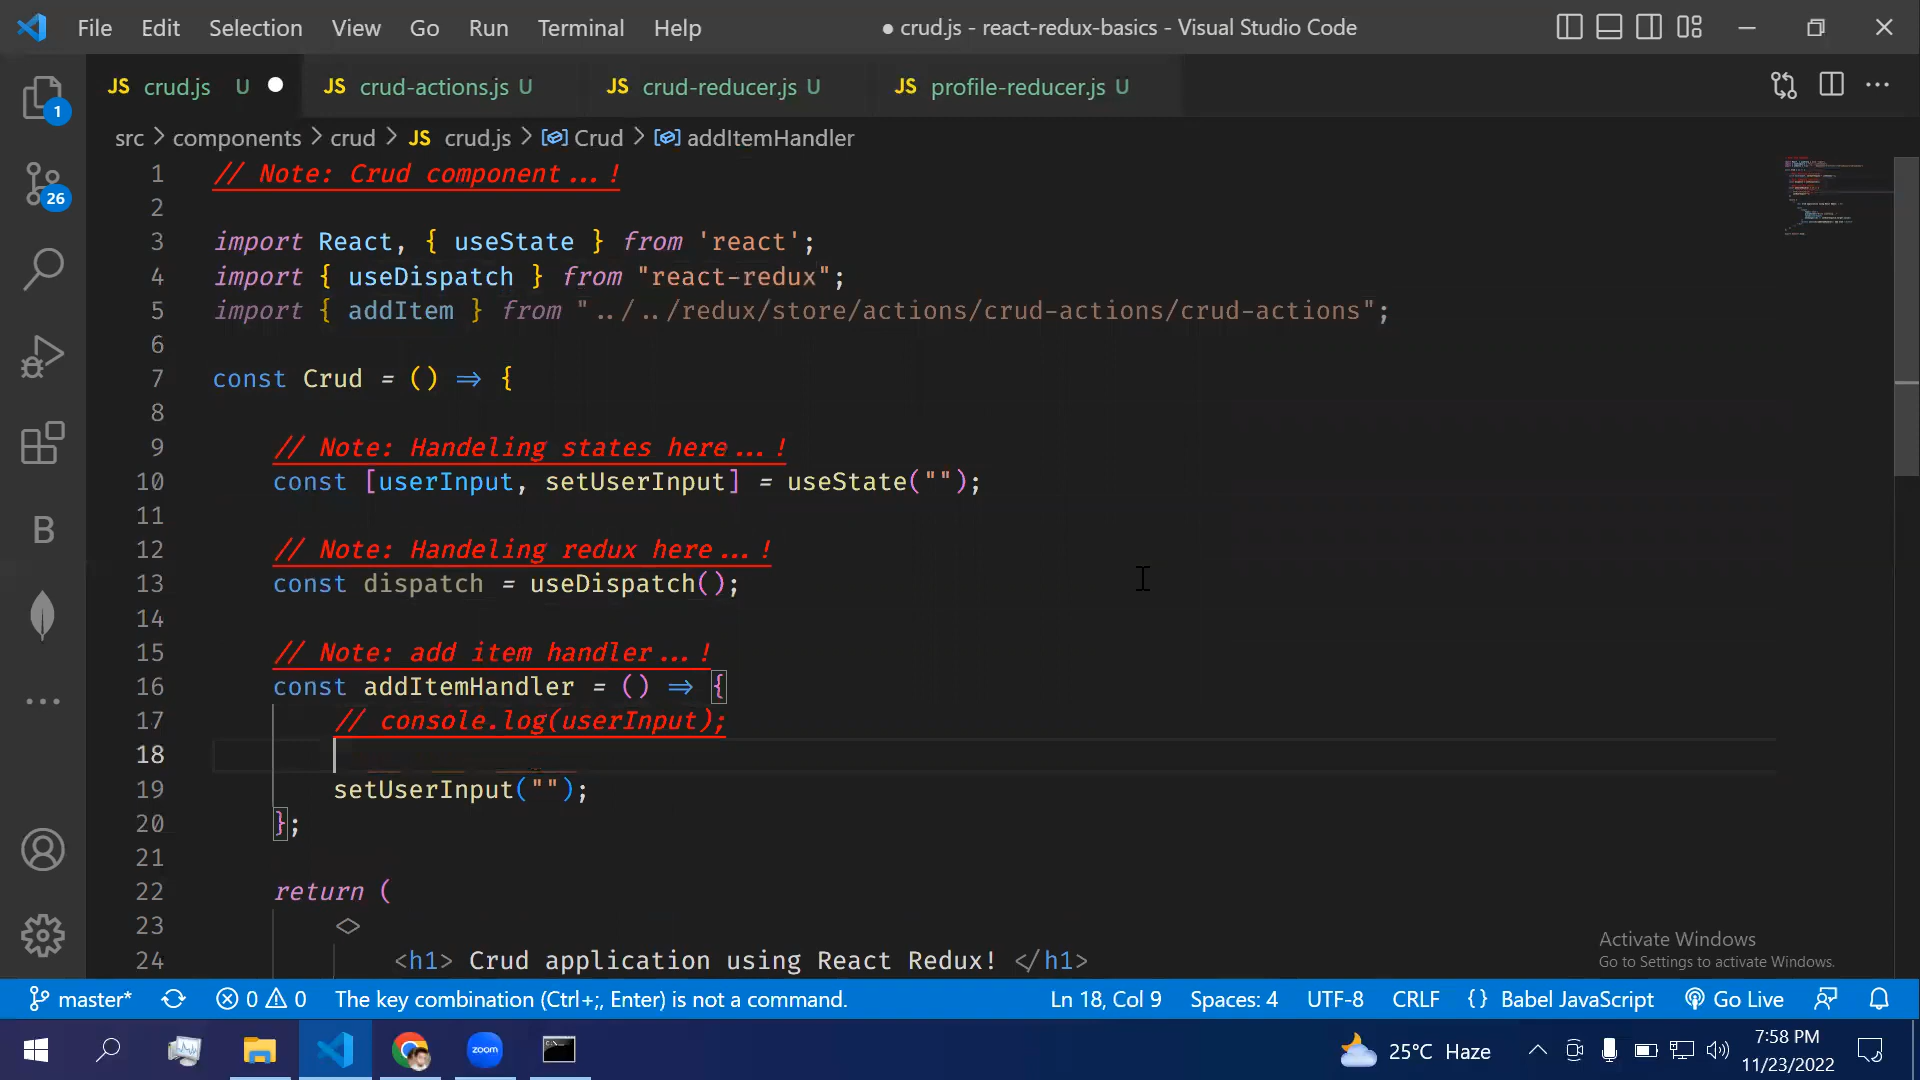 File Edit Selection View Go Run Terminal Help ● crud.js - react-redux-basics - Visual Studio Code
JS crud.js U ● JS crud-actions.js U JS crud-reducer.js U JS profile-reducer.js U
1
src > components > crud > JS crud.js > Crud > addItemHandler
1 // Note: Crud component...!
2
3 import React, { useState } from 'react';
4 import { useDispatch } from "react-redux";
5 import { addItem } from "../../redux/store/actions/crud-actions/crud-actions";
6
7 const Crud = () => {
8
9 // Note: Handeling states here...!
10 const [userInput, setUserInput] = useState("");
11
12 // Note: Handeling redux here...!
13 const dispatch = useDispatch();
14
15 // Note: add item handler...!
16 const addItemHandler = () => {
17 // console.log(userInput);
18
19 setUserInput("");
20 };
21
22 return (
23 <>
24 <h1> Crud application using React Redux! </h1>
26
B
Activate Windows
Go to Settings to activate Windows.
master* 0 0 The key combination (Ctrl+;, Enter) is not a command. Ln 18, Col 9 Spaces: 4 UTF-8 CRLF {} Babel JavaScript Go Live
zoom 25°C Haze 7:58 PM
11/23/2022